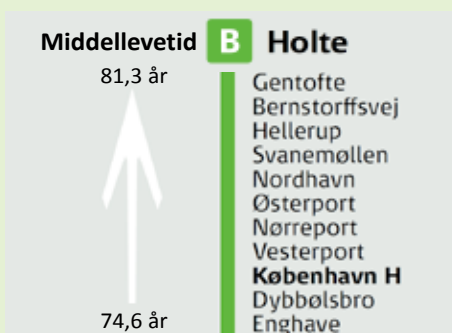 Middellevetid B Holte
81,3 år
Gentofte
Bernstorffsvej
Hellerup
Svanemøllen
Nordhavn
Østerport
Nørreport
Vesterport
København H
Dybbølsbro
74,6 år
Enghave